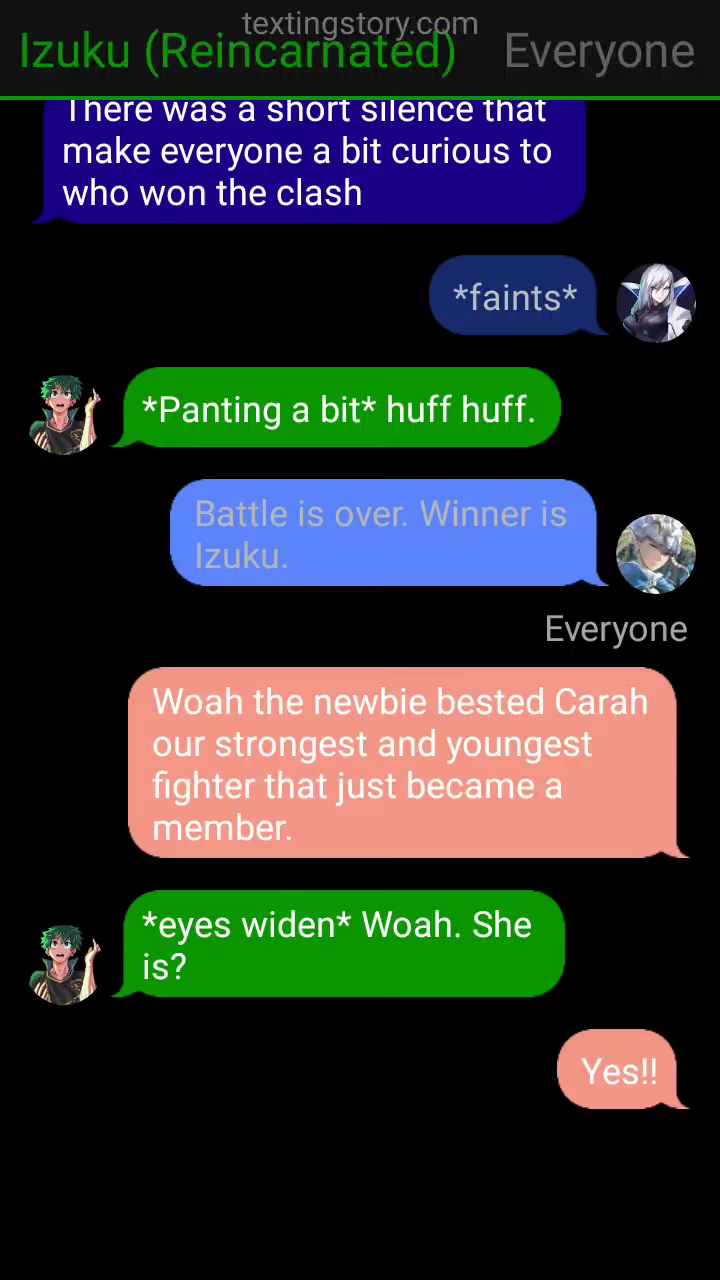 textingstory.com
Izuku (Reincarnated)
Everyone
There was a short silence that
make everyone a bit curious to
who won the clash
*faints*
*Panting a bit* huff huff.
Battle is over. Winner is
Izuku.
Everyone
Woah the newbie bested Carah
our strongest and youngest
fighter that just became a
member.
*eyes widen* Woah. She
is?
Yes!!